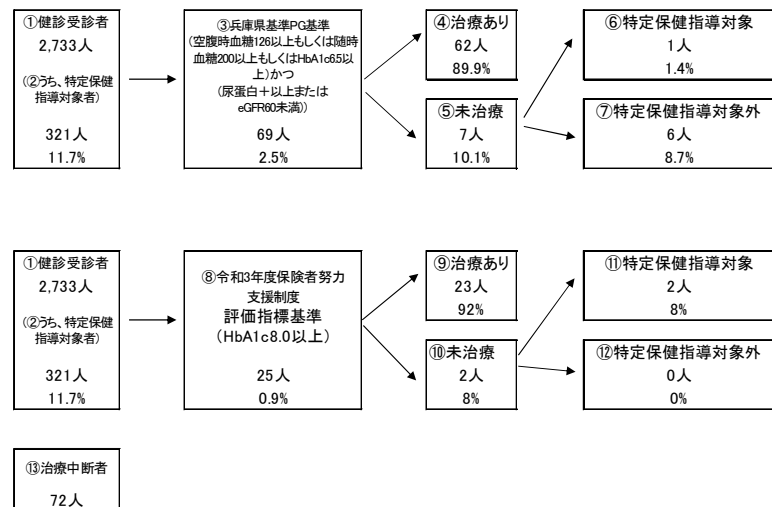 ①健診受診者
2,733人
(②うち、特定保健
指導対象者)
321人
11.7%
③兵庫県基準PG基準
(空腹時血糖126以上もしくは随時
血糖200以上もしくはHbA1c6.5以
上)かつ
(尿蛋白＋以上または
eGFR60未満))
69人
2.5%
④治療あり
62人
89.9%
⑤未治療
7人
10.1%
⑥特定保健指導対象
1人
1.4%
⑦特定保健指導対象外
6人
8.7%
①健診受診者
2,733人
(②うち、特定保健
指導対象者)
321人
11.7%
⑧令和3年度保険者努力
支援制度
評価指標基準
(HbA1c8.0以上)
25人
0.9%
⑨治療あり
23人
92%
⑩未治療
2人
8%
⑪特定保健指導対象
2人
8%
⑫特定保健指導対象外
0人
0%
⑬治療中断者
72人